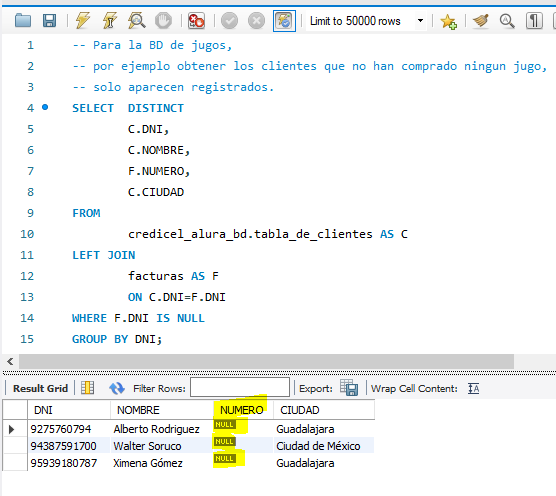 Limit to 50000 rows
1 -- Para la BD de jugos,
2 -- por ejemplo obtener los clientes que no han comprado ningun jugo,
3 -- solo aparecen registrados.
4 SELECT DISTINCT
5 C.DNI,
6 C.NOMBRE,
7 F.NUMERO,
8 C.CIUDAD
9 FROM
10 credicel_alura_bd.tabla_de_clientes AS C
11 LEFT JOIN
12 facturas AS F
13 ON C.DNI=F.DNI
14 WHERE F.DNI IS NULL
15 GROUP BY DNI;
Result Grid Filter Rows: Export: Wrap Cell Content:
DNI NOMBRE NUMERO CIUDAD
9275760794 Alberto Rodriguez NULL Guadalajara
94387591700 Walter Soruco NULL Ciudad de México
95939180787 Ximena Gómez NULL Guadalajara